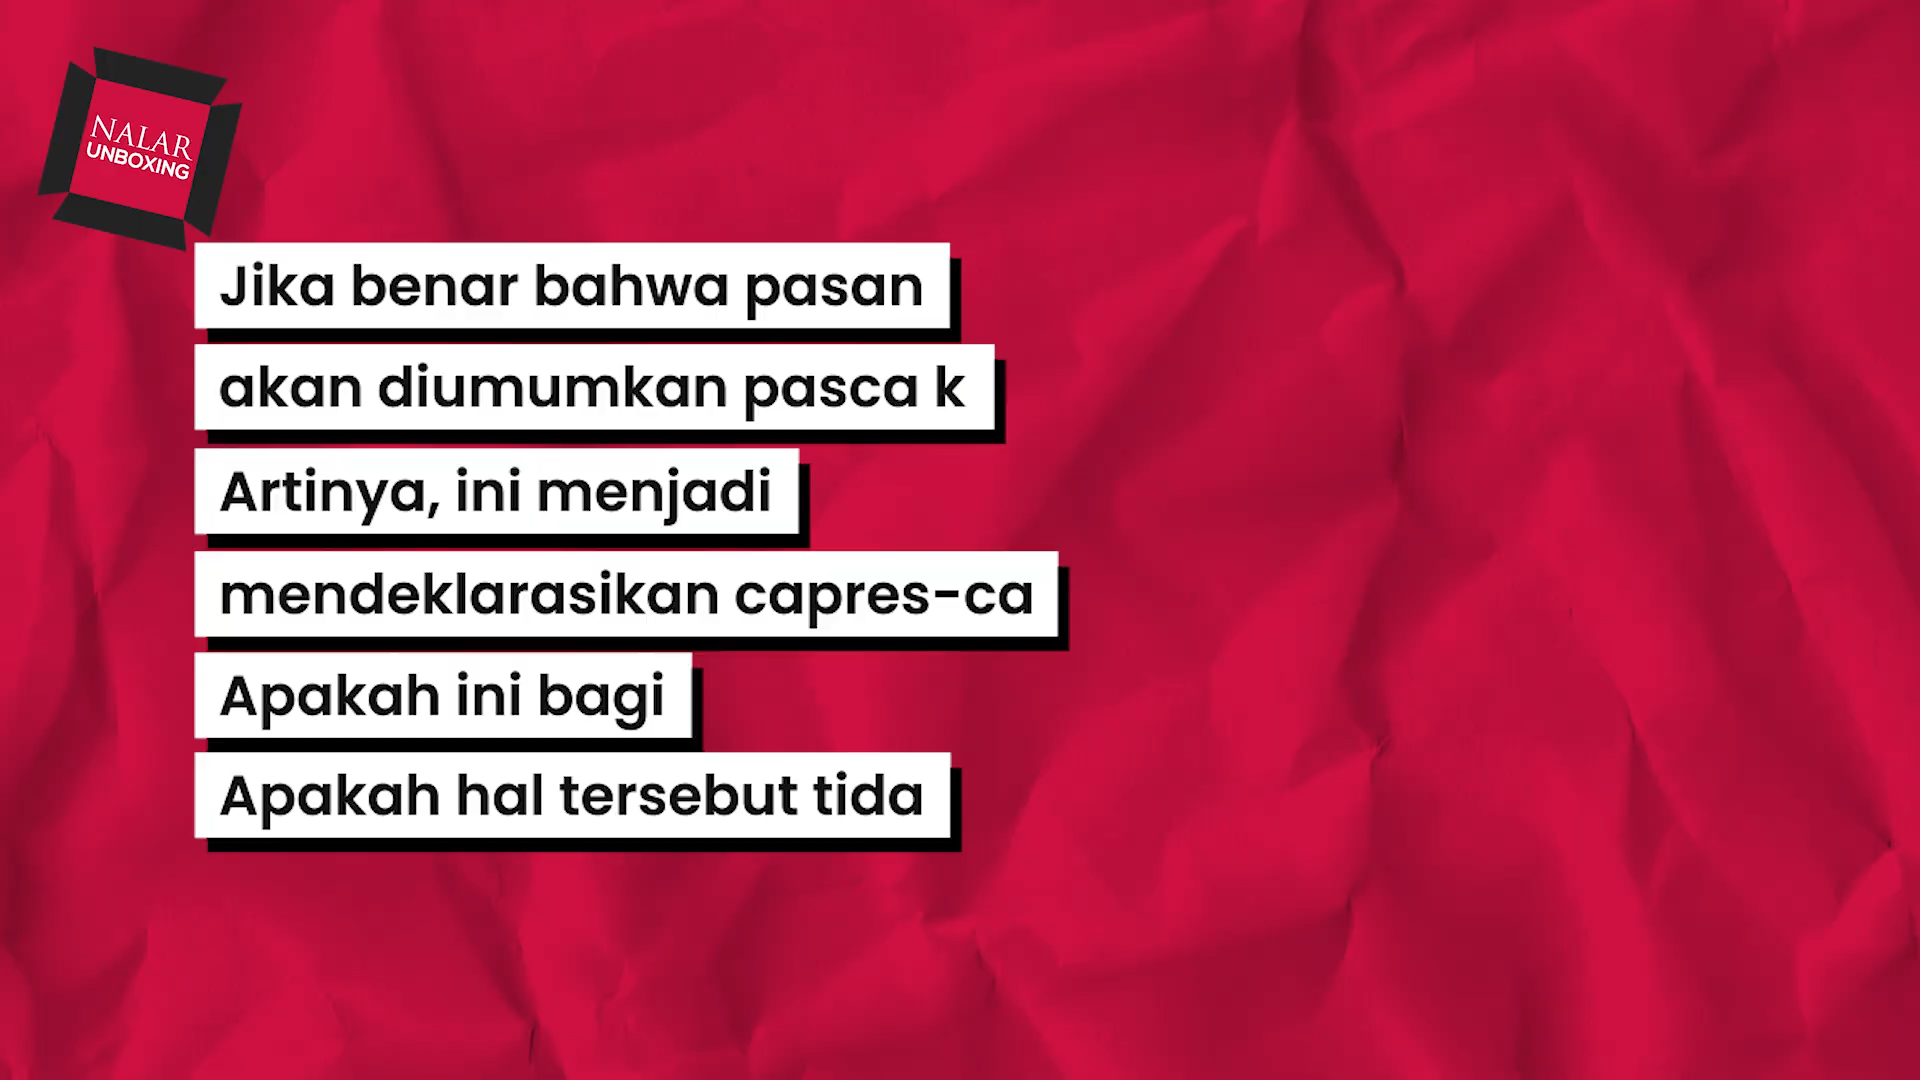 NALAR
UNBOXING
Jika benar bahwa pasan
akan diumumkan pasca k
Artinya, ini menjadi
mendeklarasikan capres-ca
Apakah ini bagi
Apakah hal tersebut tida